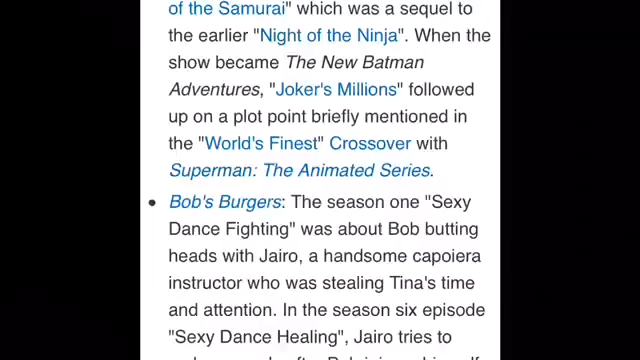 of the Samurai" which was a sequel to
the earlier "Night of the Ninja". When the
show became The New Batman
Adventures, "Joker's Millions" followed
up on a plot point briefly mentioned in
the "World's Finest" Crossover with
Superman: The Animated Series.
• Bob's Burgers: The season one "Sexy
Dance Fighting" was about Bob butting
heads with Jairo, a handsome capoiera
instructor who was stealing Tina's time
and attention. In the season six episode
"Sexy Dance Healing", Jairo tries to